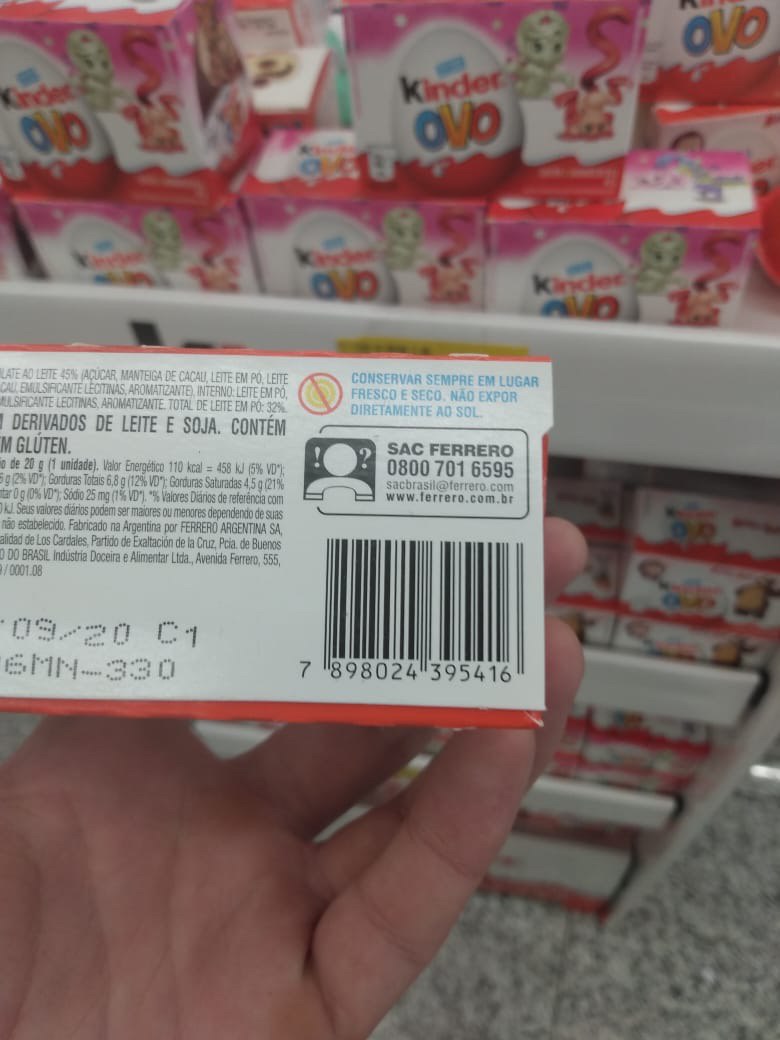 kinder
OVO
kinder
OVO
OVO
kinder
OVO
kinder
OVO
kinder
OVO
AO LEITE 45% (AÇÚCAR, MANTEIGA DE CACAU, LEITE EM PÓ, LEITE
EMULSIFICANTE LECITINAS, AROMATIZANTE). INTERNO: LEITE EM PÓ,
LECITINAS, AROMATIZANTE. TOTAL DE LEITE EM PÓ: 32%.
DERIVADOS DE LEITE E SOJA. CONTÉM
GLÚTEN.
de 20 g (1 unidade). Valor Energético 110 kcal = 458 kJ (5% VD*);
g (2% VD*); Gorduras Totais 6,8 g (12% VD*); Gorduras Saturadas 4,5 g (21%
0 g (0% VD*); Sódio 25 mg (1% VD*). *% Valores Diários de referência com
kJ. Seus valores diários podem ser maiores ou menores dependendo de suas
não estabelecido. Fabricado na Argentina por FERRERO ARGENTINA SA,
de Los Cardales, Partido de Exaltación de la Cruz, Pcia. de Buenos
DO BRASIL Indústria Doceira e Alimentar Ltda., Avenida Ferrero, 555,
/ 0001.08
09/20 C1
6MN-330
CONSERVAR SEMPRE EM LUGAR
FRESCO E SECO. NÃO EXPOR
DIRETAMENTE AO SOL.
! ?
SAC FERRERO
0800 701 6595
sacbrasil@ferrero.com
www.ferrero.com.br
7 898024 395416